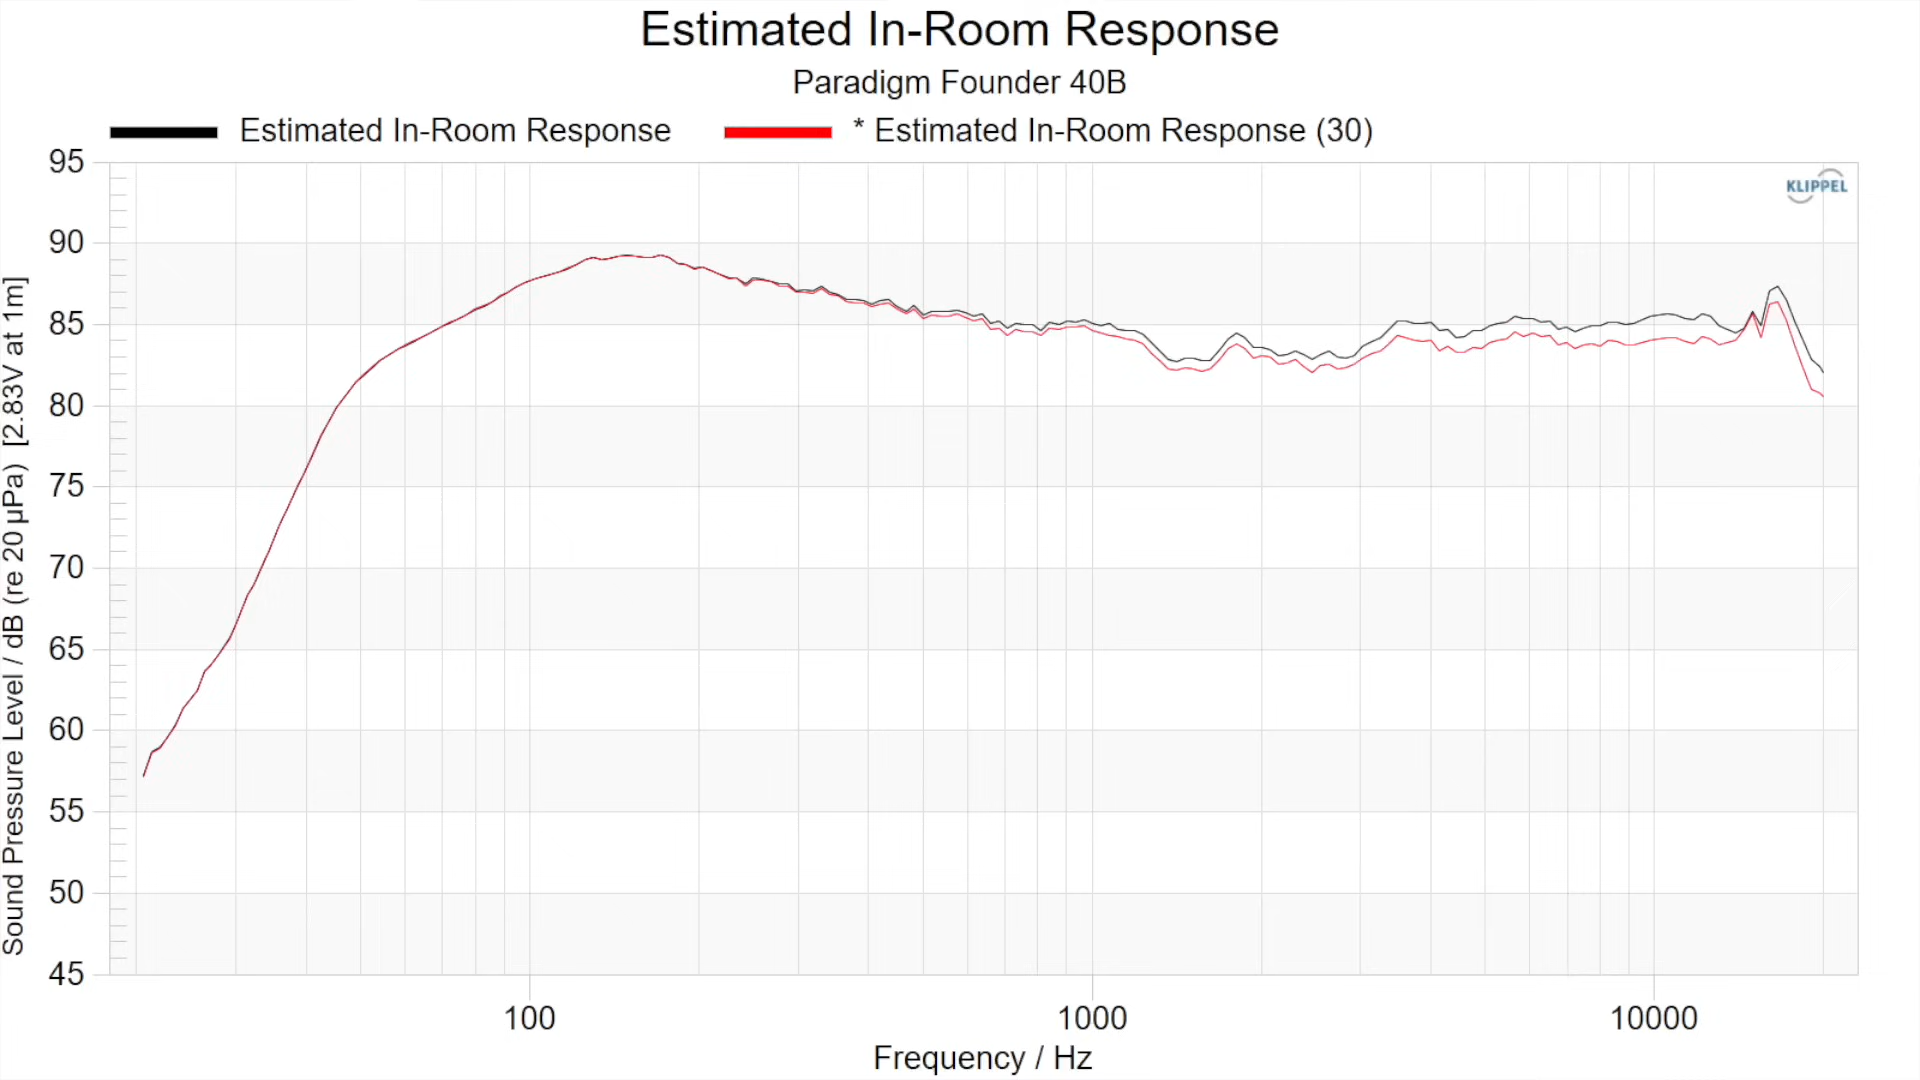 Estimated In-Room Response
Paradigm Founder 40B
Estimated In-Room Response * Estimated In-Room Response (30)
KLIPPEL
95
90
85
80
75
70
65
60
55
50
45
Sound Pressure Level / dB (re 20 µPa) [2.83V at 1m]
100 1000 10000
Frequency / Hz